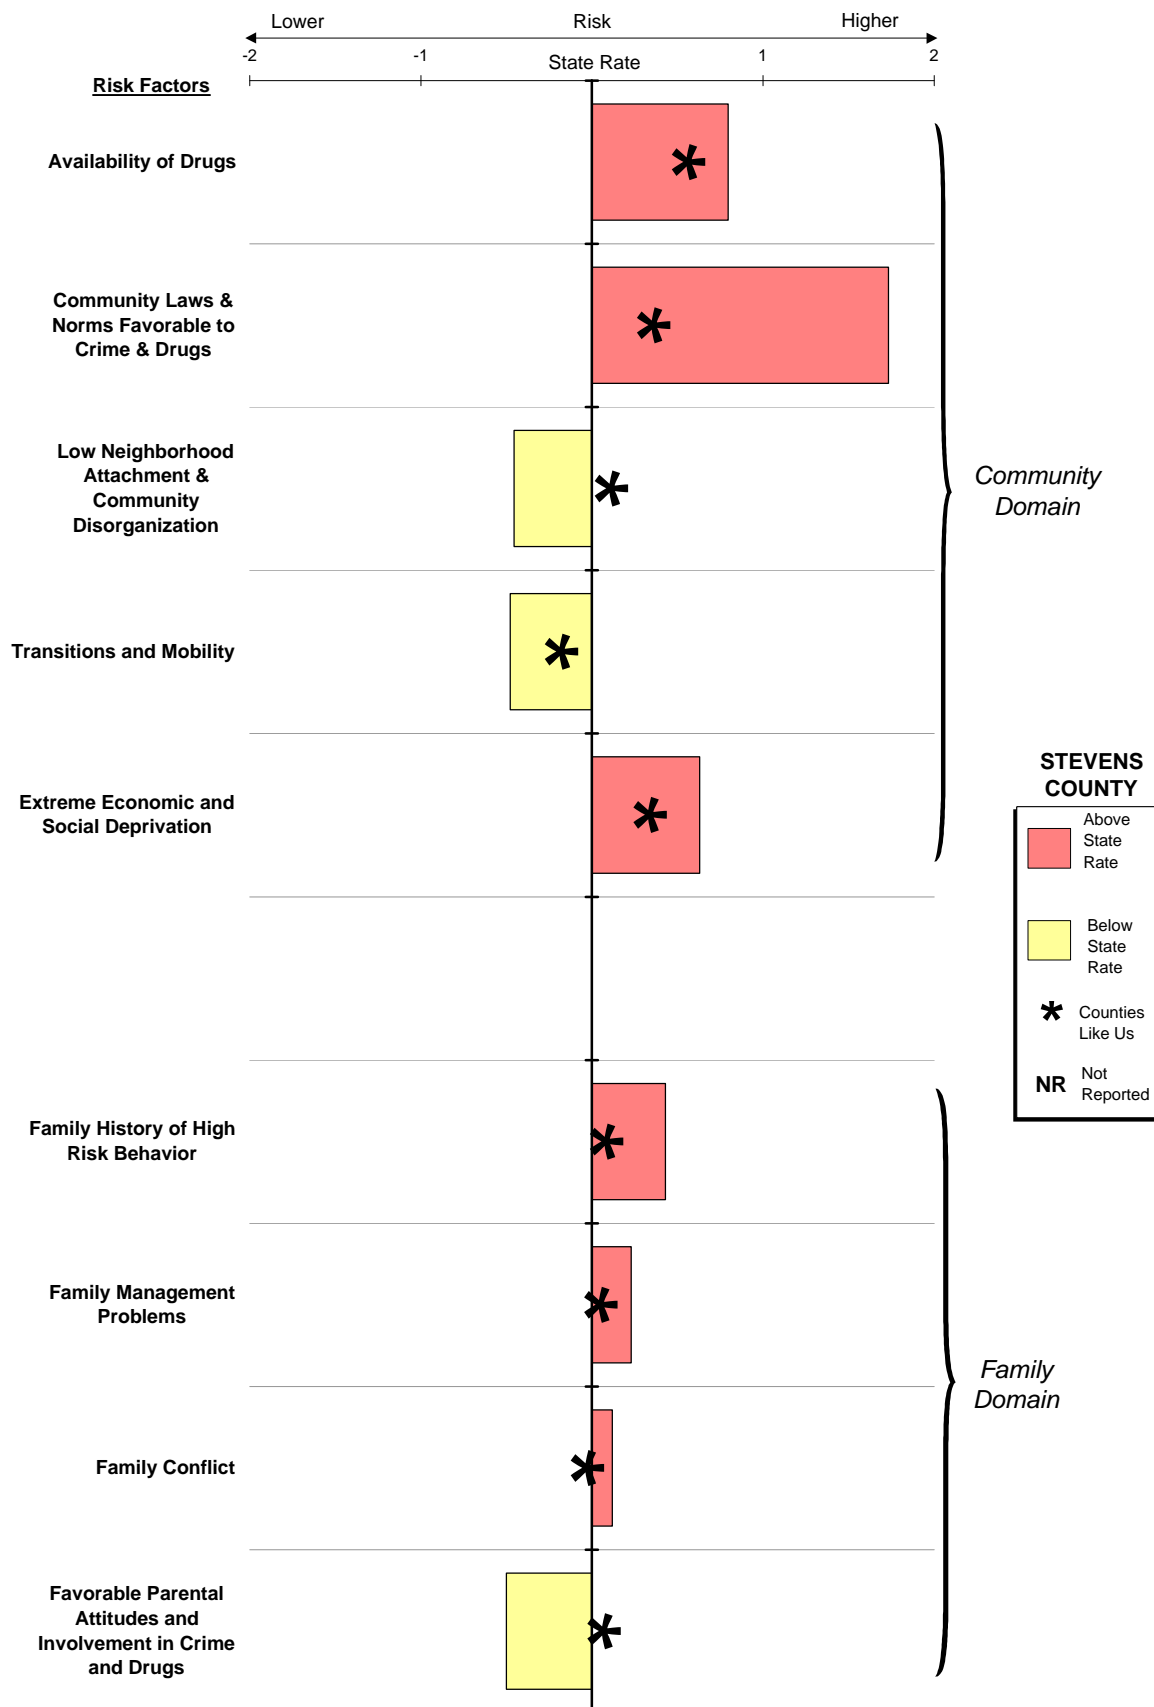 Lower Risk Higher
-2 -1 1 2
State Rate
Risk Factors
Availability of Drugs
Community Laws &
Norms Favorable to
Crime & Drugs
Low Neighborhood
Attachment &
Community
Disorganization
Community
Domain
Transitions and Mobility
Extreme Economic and
Social Deprivation
STEVENS
COUNTY
Above
State
Rate
Below
State
Rate
* Counties
Like Us
NR Not
Reported
Family History of High
Risk Behavior
Family Management
Problems
Family
Domain
Family Conflict
Favorable Parental
Attitudes and
Involvement in Crime
and Drugs